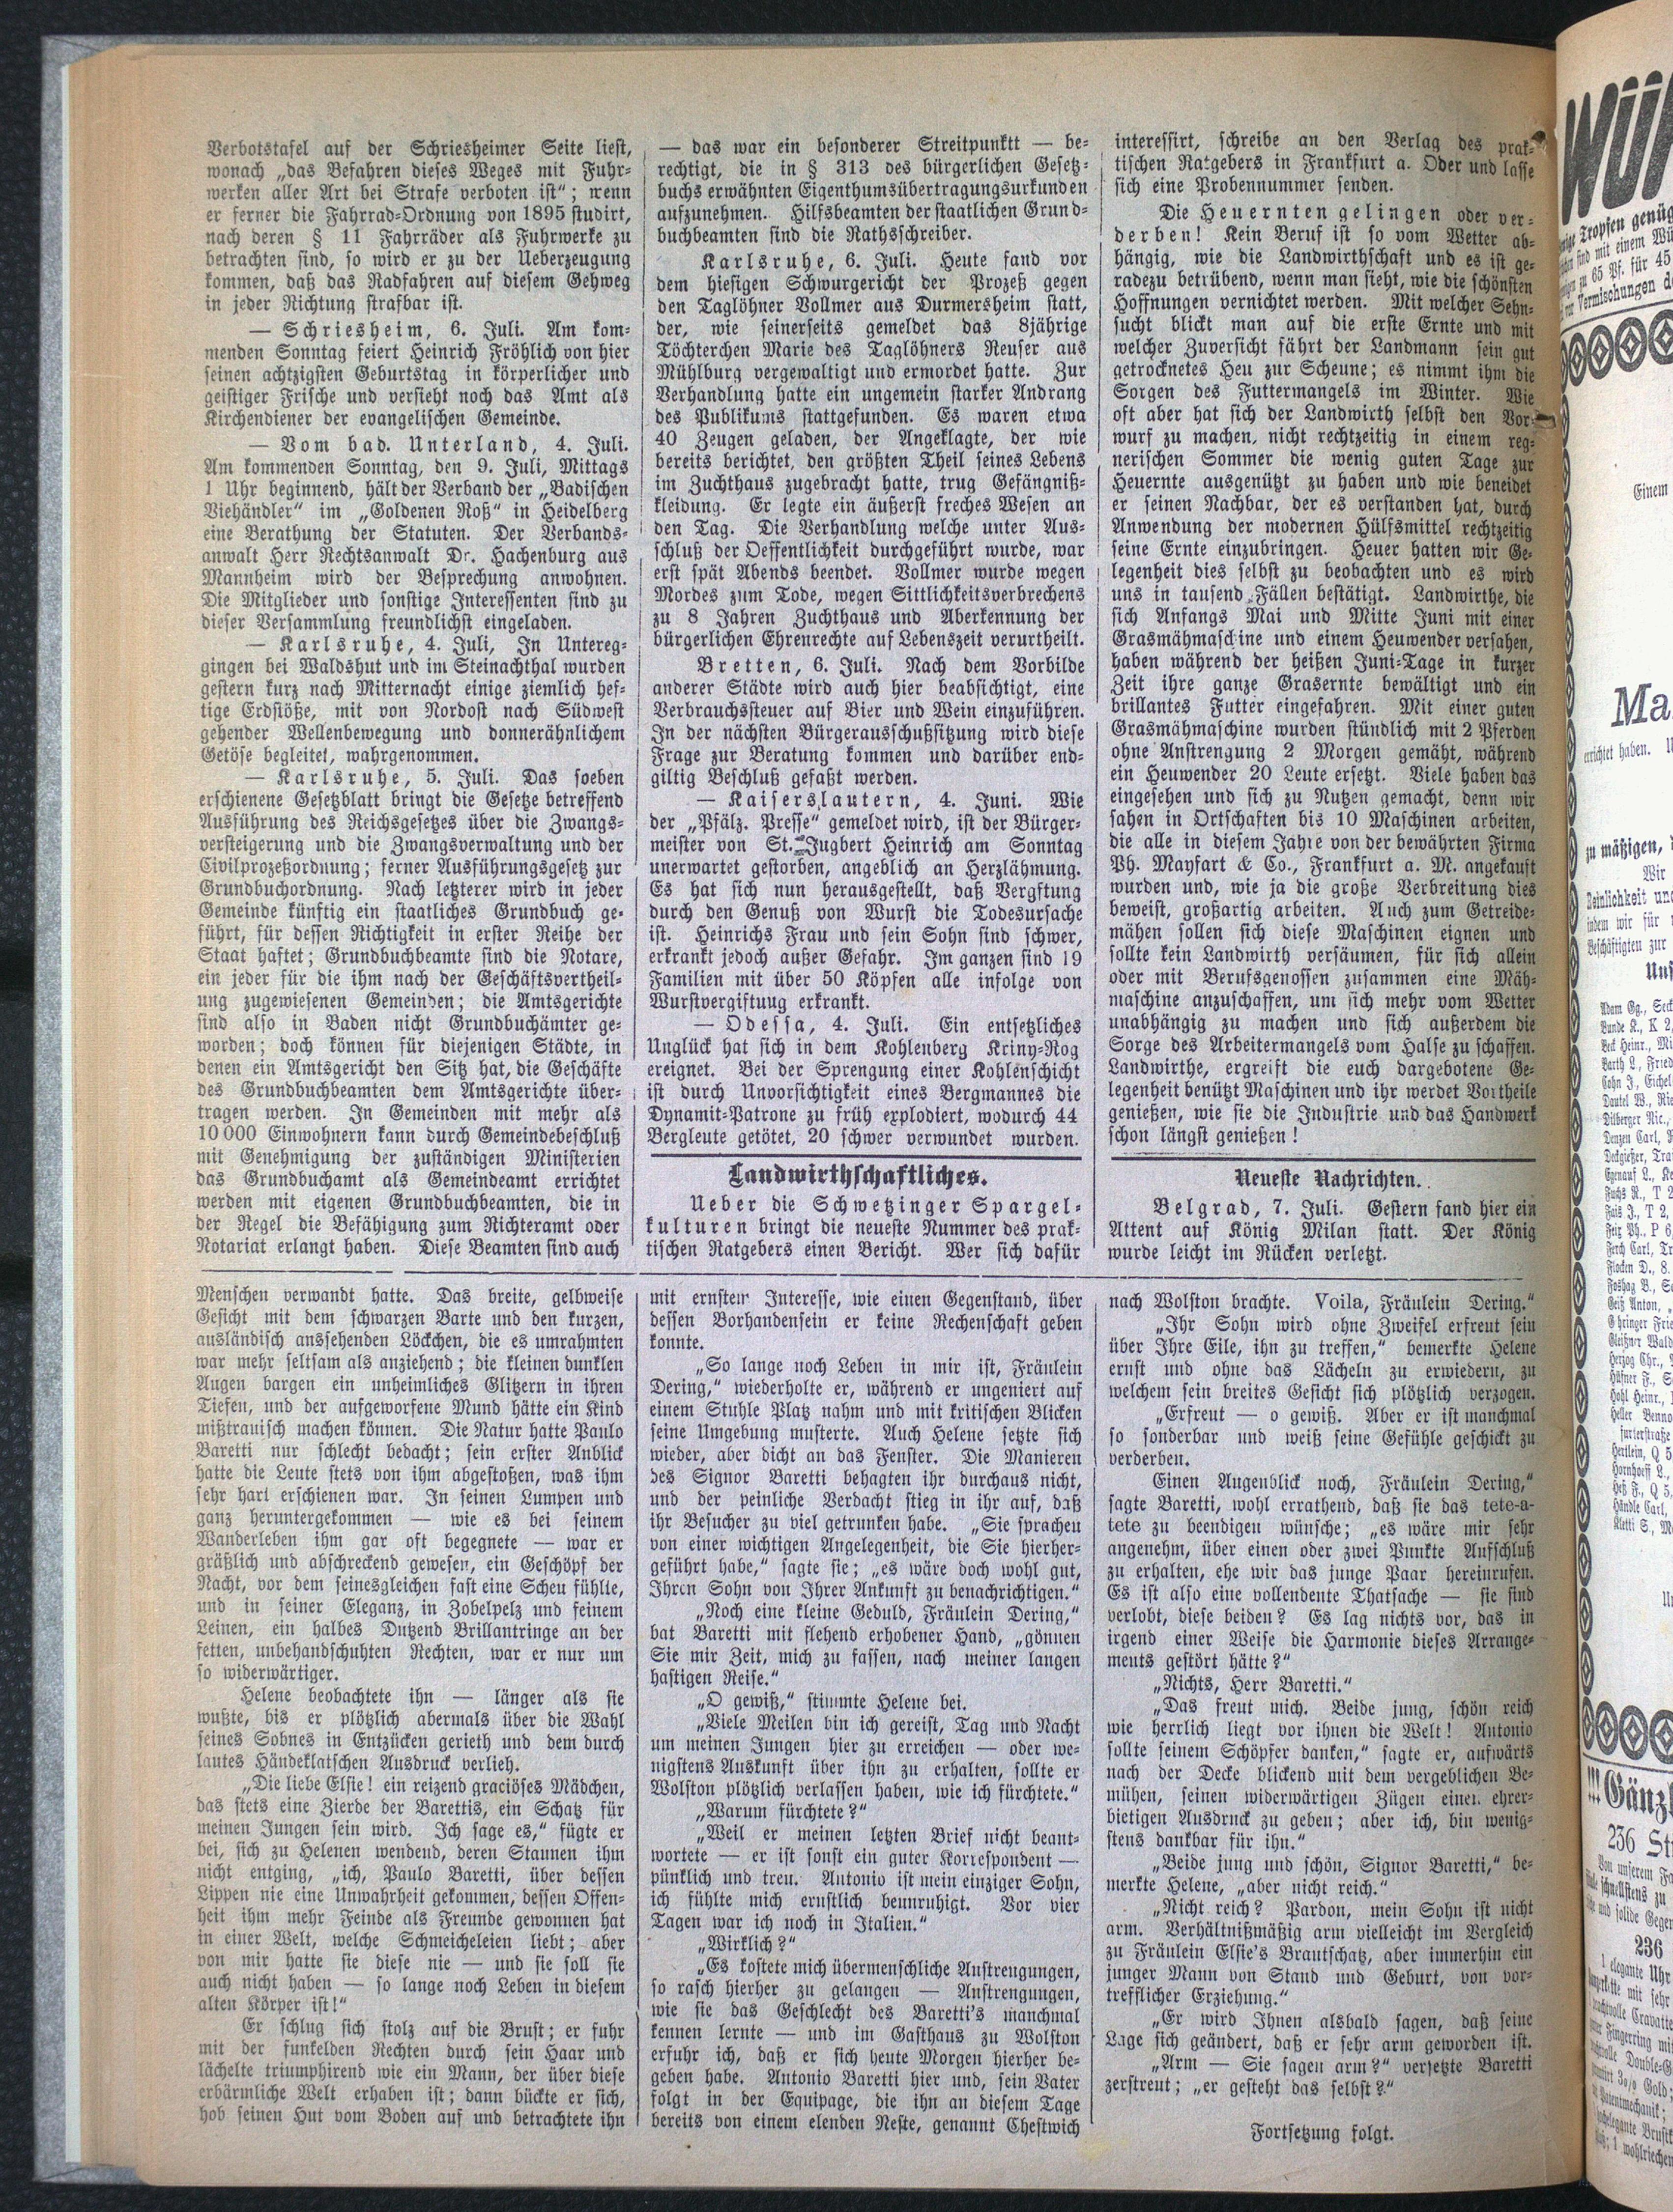 Verbotstafel auf der Schriesheimer Seite liest,
wonach „das Befahren dieses Weges mit Fuhr-
werken aller Art bei Strafe verboten ist“; wenn
er ferner die Fahrrad-Ordnung von 1895 studirt,
nach deren § 11 Fahrräder als Fuhrwerke zu
betrachten sind, so wird er zu der Ueberzeugung
kommen, daß das Radfahren auf diesem Gehweg
in jeder Richtung strafbar ist.
— Schriesheim, 6. Juli. Am kom-
menden Sonntag feiert Heinrich Fröhlich von hier
seinen achtzigsten Geburtstag in körperlicher und
geistiger Frische und versieht noch das Amt als
Kirchendiener der evangelischen Gemeinde.
— Vom bad. Unterland, 4. Juli.
Am kommenden Sonntag, den 9. Juli, Mittags
1 Uhr beginnend, hält der Verband der „Badischen
Viehändler“ im „Goldenen Roß“ in Heidelberg
eine Berathung der Statuten. Der Verbands-
anwalt Herr Rechtsanwalt Dr. Hachenburg aus
Mannheim wird der Besprechung anwohnen.
Die Mitglieder und sonstige Interessenten sind zu
dieser Versammlung freundlichst eingeladen.
— Karlsruhe, 4. Juli, In Untereg-
gingen bei Waldshut und im Steinachthal wurden
gestern kurz nach Mitternacht einige ziemlich hef-
tige Erdstöße, mit von Nordost nach Südwest
gehender Wellenbewegung und donnerähnlichem
Getöse begleitet, wahrgenommen.
— Karlsruhe, 5. Juli. Das soeben
erschienene Gesetzblatt bringt die Gesetze betreffend
Ausführung des Reichsgesetzes über die Zwangs-
versteigerung und die Zwangsverwaltung und der
Civilprozeßordnung; ferner Ausführungsgesetz zur
Grundbuchordnung. Nach letzterer wird in jeder
Gemeinde künftig ein staatliches Grundbuch ge-
führt, für dessen Richtigkeit in erster Reihe der
Staat haftet; Grundbuchbeamte sind die Notare,
ein jeder für die ihm nach der Geschäftsvertheil-
ung zugewiesenen Gemeinden; die Amtsgerichte
sind also in Baden nicht Grundbuchämter ge-
worden; doch können für diejenigen Städte, in
denen ein Amtsgericht den Sitz hat, die Geschäfte
des Grundbuchbeamten dem Amtsgerichte über-
tragen werden. In Gemeinden mit mehr als
10 000 Einwohnern kann durch Gemeindebeschluß
mit Genehmigung der zuständigen Ministerien
das Grundbuchamt als Gemeindeamt errichtet
werden mit eigenen Grundbuchbeamten, die in
der Regel die Befähigung zum Richteramt oder
Notariat erlangt haben. Diese Beamten sind auch
— das war ein besonderer Streitpunktt — be-
rechtigt, die in § 313 des bürgerlichen Gesetz-
buchs erwähnten Eigenthumsübertragungsurkunden
aufzunehmen. Hilfsbeamten der staatlichen Grund-
buchbeamten sind die Rathsschreiber.
Karlsruhe, 6. Juli. Heute fand vor
dem hiesigen Schwurgericht der Prozeß gegen
den Taglöhner Vollmer aus Durmersheim statt,
der, wie seinerseits gemeldet das 8jährige
Töchterchen Marie des Taglöhners Neuser aus
Mühlburg vergewaltigt und ermordet hatte. Zur
Verhandlung hatte ein ungemein starker Andrang
des Publikums stattgefunden. Es waren etwa
40 Zeugen geladen, der Angeklagte, der wie
bereits berichtet, den größten Theil seines Lebens
im Zuchthaus zugebracht hatte, trug Gefängniß-
kleidung. Er legte ein äußerst freches Wesen an
den Tag. Die Verhandlung welche unter Aus-
schluß der Oeffentlichkeit durchgeführt wurde, war
erst spät Abends beendet. Vollmer wurde wegen
Mordes zum Tode, wegen Sittlichkeitsverbrechens
zu 8 Jahren Zuchthaus und Aberkennung der
bürgerlichen Ehrenrechte auf Lebenszeit verurtheilt.
Bretten, 6. Juli. Nach dem Vorbilde
anderer Städte wird auch hier beabsichtigt, eine
Verbrauchssteuer auf Bier und Wein einzuführen.
In der nächsten Bürgerausschußsitzung wird diese
Frage zur Beratung kommen und darüber end-
giltig Beschluß gefaßt werden.
— Kaiserslautern, 4. Juni. Wie
der „Pfälz. Presse“ gemeldet wird, ist der Bürger-
meister von St. Jugbert Heinrich am Sonntag
unerwartet gestorben, angeblich an Herzlähmung.
Es hat sich nun herausgestellt, daß Vergftung
durch den Genuß von Wurst die Todesursache
ist. Heinrichs Frau und sein Sohn sind schwer,
erkrankt jedoch außer Gefahr. Im ganzen sind 19
Familien mit über 50 Köpfen alle infolge von
Wurstvergiftuug erkrankt.
— Odessa, 4. Juli. Ein entsetzliches
Unglück hat sich in dem Kohlenberg Kriny-Rog
ereignet. Bei der Sprengung einer Kohlenschicht
ist durch Unvorsichtigkeit eines Bergmannes die
Dynamit-Patrone zu früh explodiert, wodurch 44
Bergleute getötet, 20 schwer verwundet wurden.
Landwirthschaftliches.
Ueber die Schwetzinger Spargel-
kulturen bringt die neueste Nummer des prak-
tischen Ratgebers einen Bericht. Wer sich dafür
interessirt, schreibe an den Verlag des prak-
tischen Ratgebers in Frankfurt a. Oder und lasse
sich eine Probennummer senden.
Die Heuernten gelingen oder ver-
derben! Kein Beruf ist so vom Wetter ab-
hängig, wie die Landwirthschaft und es ist ge-
radezu betrübend, wenn man sieht, wie die schönsten
Hoffnungen vernichtet werden. Mit welcher Sehn-
sucht blickt man auf die erste Ernte und mit
welcher Zuversicht fährt der Landmann sein gut
getrocknetes Heu zur Scheune; es nimmt ihm die
Sorgen des Futtermangels im Winter. Wie
oft aber hat sich der Landwirth selbst den Vor-
wurf zu machen, nicht rechtzeitig in einem reg-
nerischen Sommer die wenig guten Tage zur
Heuernte ausgenützt zu haben und wie beneidet
er seinen Nachbar, der es verstanden hat, durch
Anwendung der modernen Hülfsmittel rechtzeitig
seine Ernte einzubringen. Heuer hatten wir Ge-
legenheit dies selbst zu beobachten und es wird
uns in tausend Fällen bestätigt. Landwirthe, die
sich Anfangs Mai und Mitte Juni mit einer
Grasmähmaschine und einem Heuwender versahen,
haben während der heißen Juni-Tage in kurzer
Zeit ihre ganze Grasernte bewältigt und ein
brillantes Futter eingefahren. Mit einer guten
Grasmähmaschine wurden stündlich mit 2 Pferden
ohne Anstrengung 2 Morgen gemäht, während
ein Heuwender 20 Leute ersetzt. Viele haben das
eingesehen und sich zu Nutzen gemacht, denn wir
sahen in Ortschaften bis 10 Maschinen arbeiten,
die alle in diesem Jahre von der bewährten Firma
Ph. Mayfart & Co., Frankfurt a. M. angekauft
wurden und, wie ja die große Verbreitung dies
beweist, großartig arbeiten. Auch zum Getreide-
mähen sollen sich diese Maschinen eignen und
sollte kein Landwirth versäumen, für sich allein
oder mit Berufsgenossen zusammen eine Mäh-
maschine anzuschaffen, um sich mehr vom Wetter
unabhängig zu machen und sich außerdem die
Sorge des Arbeitermangels vom Halse zu schaffen.
Landwirthe, ergreift die euch dargebotene Ge-
legenheit benützt Maschinen und ihr werdet Vortheile
genießen, wie sie die Industrie und das Handwerk
schon längst genießen!
Neueste Nachrichten.
Belgrad, 7. Juli. Gestern fand hier ein
Attent auf König Milan statt. Der König
wurde leicht im Rücken verletzt.
Menschen verwandt hatte. Das breite, gelbweise
Gesicht mit dem schwarzen Barte und den kurzen,
ausländisch aussehenden Löckchen, die es umrahmten
war mehr seltsam als anziehend; die kleinen dunklen
Augen bargen ein unheimliches Glitzern in ihren
Tiefen, und der aufgeworfene Mund hätte ein Kind
mißtrauisch machen können. Die Natur hatte Paulo
Baretti nur schlecht bedacht; sein erster Anblick
hatte die Leute stets von ihm abgestoßen, was ihm
sehr hart erschienen war. In seinen Lumpen und
ganz heruntergekommen — wie es bei seinem
Wanderleben ihm gar oft begegnete — war er
gräßlich und abschreckend gewesen, ein Geschöpf der
Nacht, vor dem seinesgleichen fast eine Scheu fühlte,
und in seiner Eleganz, in Zobelpelz und feinem
Leinen, ein halbes Dutzend Brillantringe an der
fetten, unbehandschuhten Rechten, war er nur um
so widerwärtiger.
Helene beobachtete ihn — länger als sie
wußte, bis er plötzlich abermals über die Wahl
seines Sohnes in Entzücken gerieth und dem durch
lautes Händeklatschen Ausdruck verlieh.
„Die liebe Elsie! ein reizend graciöses Mädchen,
das stets eine Zierde der Barettis, ein Schatz für
meinen Jungen sein wird. Ich sage es,“ fügte er
bei, sich zu Helenen wendend, deren Staunen ihm
nicht entging, „ich, Paulo Baretti, über dessen
Lippen nie eine Unwahrheit gekommen, dessen Offen-
heit ihm mehr Feinde als Freunde gewonnen hat
in einer Welt, welche Schmeicheleien liebt; aber
von mir hatte sie diese nie — und sie soll sie
auch nicht haben — so lange noch Leben in diesem
alten Körper ist!“
Er schlug sich stolz auf die Brust; er fuhr
mit der funkelden Rechten durch sein Haar und
lächelte triumphirend wie ein Mann, der über diese
erbärmliche Welt erhaben ist; dann bückte er sich,
hob seinen Hut vom Boden auf und betrachtete ihn
mit ernstem Interesse, wie einen Gegenstand, über
dessen Vorhandensein er keine Rechenschaft geben
konnte.
„So lange noch Leben in mir ist, Fräulein
Dering,“ wiederholte er, während er ungeniert auf
einem Stuhle Platz nahm und mit kritischen Blicken
seine Umgebung musterte. Auch Helene setzte sich
wieder, aber dicht an das Fenster. Die Manieren
des Signor Baretti behagten ihr durchaus nicht,
und der peinliche Verdacht stieg in ihr auf, daß
ihr Besucher zu viel getrunken habe. „Sie sprachen
von einer wichtigen Angelegenheit, die Sie hierher-
geführt habe,“ sagte sie; „es wäre doch wohl gut,
Ihren Sohn von Ihrer Ankunft zu benachrichtigen.“
„Noch eine kleine Geduld, Fräulein Dering,“
bat Baretti mit flehend erhobener Hand, „gönnen
Sie mir Zeit, mich zu fassen, nach meiner langen
hastigen Reise.“
„O gewiß,“ stimmte Helene bei.
„Viele Meilen bin ich gereist, Tag und Nacht
um meinen Jungen hier zu erreichen — oder we-
nigstens Auskunft über ihn zu erhalten, sollte er
Wolston plötzlich verlassen haben, wie ich fürchtete.“
„Warum fürchtete?“
„Weil er meinen letzten Brief nicht beant-
wortete — er ist sonst ein guter Korrespondent —
pünklich und treu. Antonio ist mein einziger Sohn,
ich fühlte mich ernstlich beunruhigt. Vor vier
Tagen war ich noch in Italien.“
„Wirklich?“
„Es kostete mich übermenschliche Anstrengungen,
so rasch hierher zu gelangen — Anstrengungen,
wie sie das Geschlecht des Baretti's manchmal
kennen lernte — und im Gasthaus zu Wolston
erfuhr ich, daß er sich heute Morgen hierher be-
geben habe. Antonio Baretti hier und, sein Vater
folgt in der Equipage, die ihn an diesem Tage
bereits von einem elenden Neste, genannt Chestwich
nach Wolston brachte. Voila, Fräulein Dering.“
„Ihr Sohn wird ohne Zweifel erfreut sein
über Ihre Eile, ihn zu treffen,“ bemerkte Helene
ernst und ohne das Lächeln zu erwiedern, zu
welchem sein breites Gesicht sich plötzlich verzogen.
„Erfreut — o gewiß. Aber er ist manchmal
so sonderbar und weiß seine Gefühle geschickt zu
verderben.
Einen Augenblick noch, Fräulein Dering,“
sagte Baretti, wohl errathend, daß sie das tete-a-
tete zu beendigen wünsche; „es wäre mir sehr
angenehm, über einen oder zwei Punkte Aufschluß
zu erhalten, ehe wir das junge Paar hereinrufen.
Es ist also eine vollendente Thatsache — sie sind
verlobt, diese beiden? Es lag nichts vor, das in
irgend einer Weise die Harmonie dieses Arrange-
ments gestört hätte?“
„Nichts, Herr Baretti.“
„Das freut mich. Beide jung, schön reich
wie herrlich liegt vor ihnen die Welt! Antonio
sollte seinem Schöpfer danken,“ sagte er, aufwärts
nach der Decke blickend mit dem vergeblichen Be-
mühen, seinen widerwärtigen Zügen einen ehrer-
bietigen Ausdruck zu geben; aber ich, bin wenig-
stens dankbar für ihn.“
„Beide jung und schön, Signor Baretti,“ be-
merkte Helene, „aber nicht reich.“
„Nicht reich? Pardon, mein Sohn ist nicht
arm. Verhältnißmäßig arm vielleicht im Vergleich
zu Fräulein Elsie's Brautschatz, aber immerhin ein
junger Mann von Stand und Geburt, von vor-
trefflicher Erziehung.“
„Er wird Ihnen alsbald sagen, daß seine
Lage sich geändert, daß er sehr arm geworden ist.
„Arm — Sie sagen arm?“ versetzte Baretti
zerstreut; „er gesteht das selbst?“
Fortsetzung folgt.